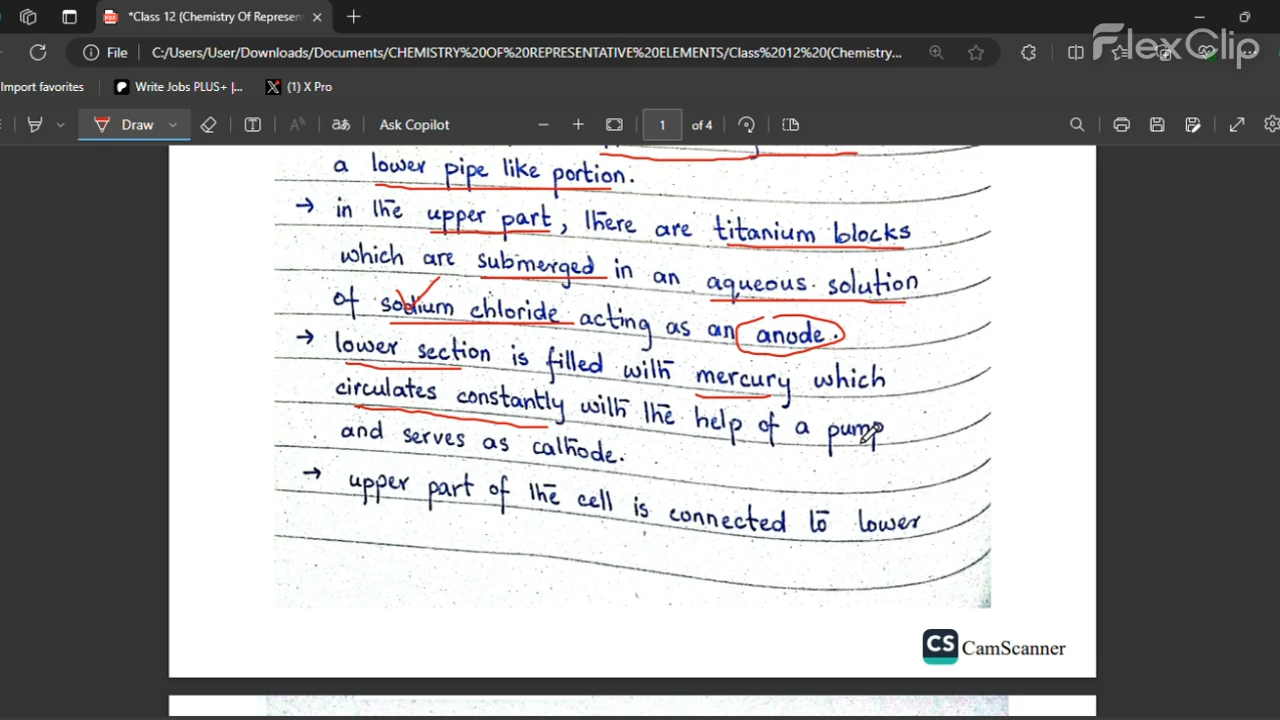 *Class 12 (Chemistry Of Represen
FlexClip
File
C:/Users/User/Downloads/Documents/CHEMISTRY%20OF%20REPRESENTATIVE%20ELEMENTS/Class%2012%20(Chemistry...
Import favorites
Write Jobs PLUS+ |...
(1) X Pro
Draw
aあ
Ask Copilot
1
of 4
a lower pipe like portion.
→ in the upper part, there are titanium blocks
which are submerged in an aqueous solution
of sodium chloride acting as an anode.
→ lower section is filled with mercury which
circulates constantly with the help of a pump
and serves as cathode.
→ upper part of the cell is connected to lower
CS CamScanner